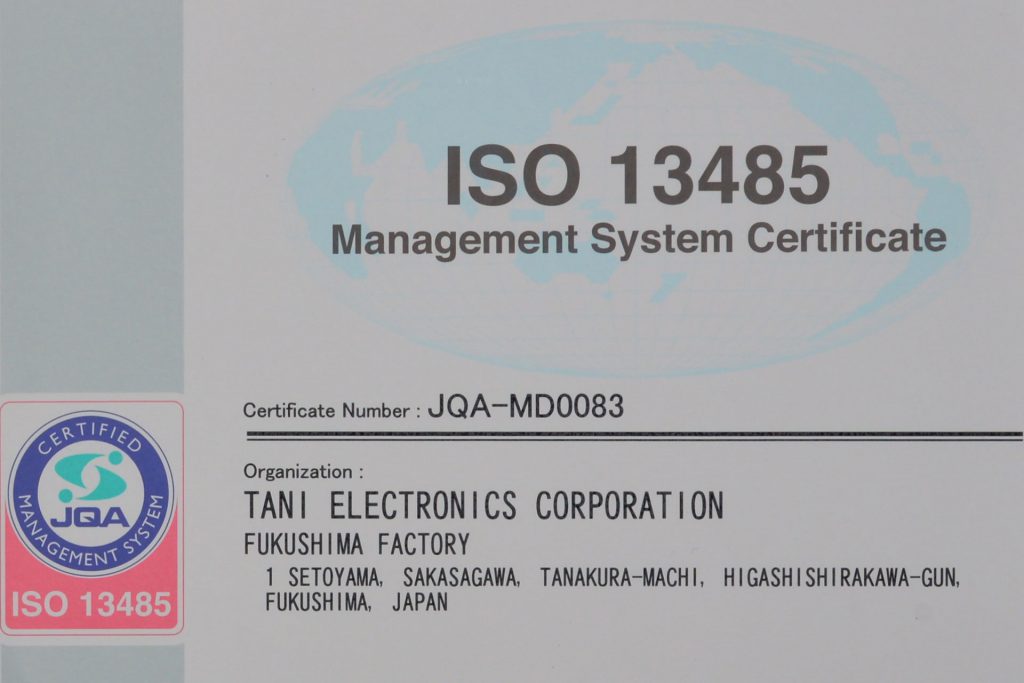 ISO 13485
Management System Certificate
Certificate Number : JQA-MD0083
Organization :
TANI ELECTRONICS CORPORATION
FUKUSHIMA FACTORY
1 SETOYAMA, SAKASAGAWA, TANAKURA-MACHI, HIGASHISHIRAKAWA-GUN,
FUKUSHIMA, JAPAN
CERTIFIED
JQA
MANAGEMENT SYSTEM
ISO 13485